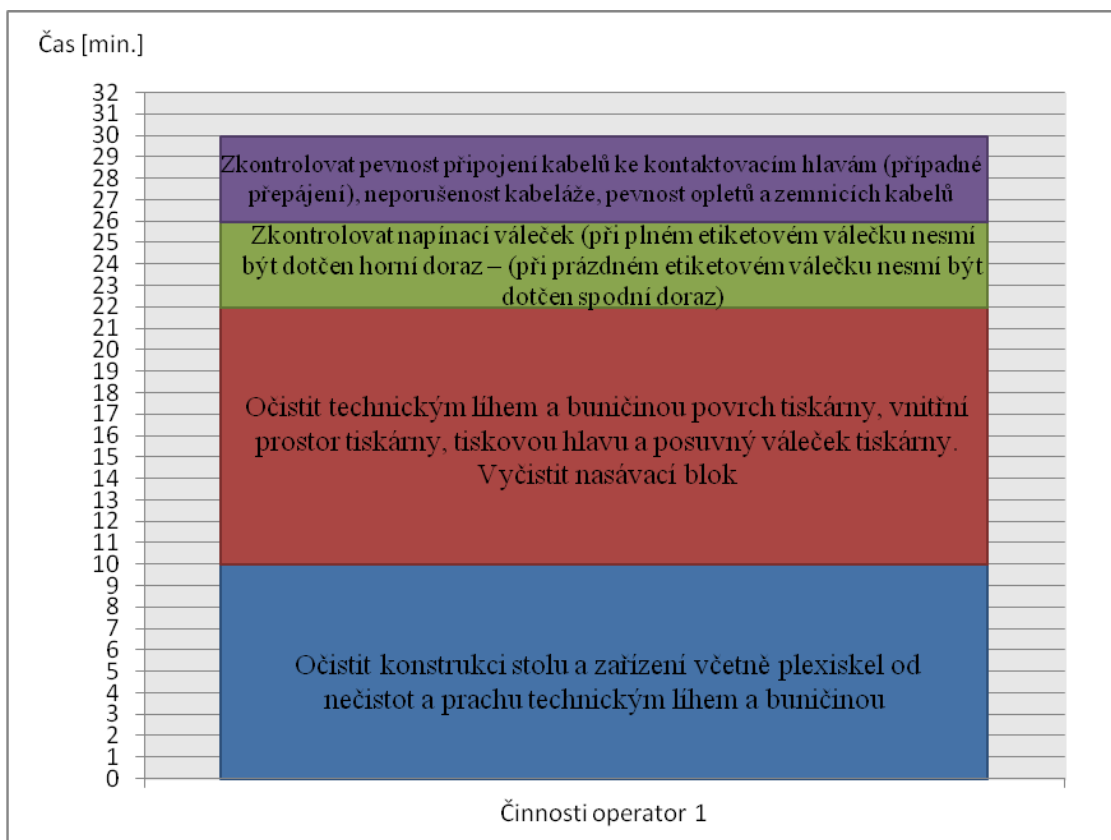 Čas [min.]
32
31
30
29
28
27
26
25
24
23
22
21
20
19
18
17
16
15
14
13
12
11
10
9
8
7
6
5
4
3
2
1
0
Zkontrolovat pevnost připojení kabelů ke kontaktovacím hlavám (případné
přepájení), neporušenost kabeláže, pevnost opletů a zemnicích kabelů
Zkontrolovat napínací váleček (při plném etiketovém válečku nesmí
být dotčen horní doraz – (při prázdném etiketovém válečku nesmí být
dotčen spodní doraz)
Očistit technickým líhem a buničinou povrch tiskárny, vnitřní
prostor tiskárny, tiskovou hlavu a posuvný váleček tiskárny.
Vyčistit nasávací blok
Očistit konstrukci stolu a zařízení včetně plexiskel od
nečistot a prachu technickým líhem a buničinou
Činnosti operator 1